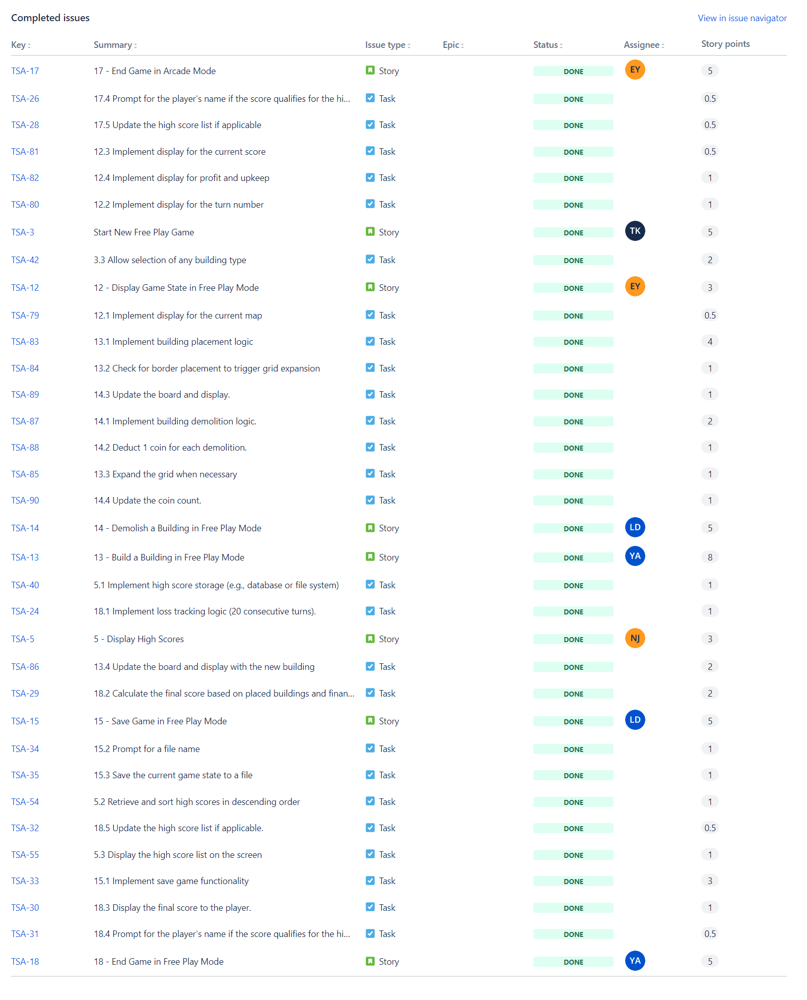 Completed issues View in issue navigator
Key Summary Issue type Epic Status Assignee Story points
TSA-17 17 - End Game in Arcade Mode Story DONE EY 5
TSA-26 17.4 Prompt for the player's name if the score qualifies for the hi... Task DONE 0.5
TSA-28 17.5 Update the high score list if applicable Task DONE 0.5
TSA-81 12.3 Implement display for the current score Task DONE 0.5
TSA-82 12.4 Implement display for profit and upkeep Task DONE 1
TSA-80 12.2 Implement display for the turn number Task DONE 1
TSA-3 Start New Free Play Game Story DONE TK 5
TSA-42 3.3 Allow selection of any building type Task DONE 2
TSA-12 12 - Display Game State in Free Play Mode Story DONE EY 3
TSA-79 12.1 Implement display for the current map Task DONE 0.5
TSA-83 13.1 Implement building placement logic Task DONE 4
TSA-84 13.2 Check for border placement to trigger grid expansion Task DONE 1
TSA-89 14.3 Update the board and display. Task DONE 1
TSA-87 14.1 Implement building demolition logic. Task DONE 2
TSA-88 14.2 Deduct 1 coin for each demolition. Task DONE 1
TSA-85 13.3 Expand the grid when necessary Task DONE 1
TSA-90 14.4 Update the coin count. Task DONE 1
TSA-14 14 - Demolish a Building in Free Play Mode Story DONE LD 5
TSA-13 13 - Build a Building in Free Play Mode Story DONE YA 8
TSA-40 5.1 Implement high score storage (e.g., database or file system) Task DONE 1
TSA-24 18.1 Implement loss tracking logic (20 consecutive turns). Task DONE 1
TSA-5 5 - Display High Scores Story DONE NJ 3
TSA-86 13.4 Update the board and display with the new building Task DONE 2
TSA-29 18.2 Calculate the final score based on placed buildings and finan... Task DONE 2
TSA-15 15 - Save Game in Free Play Mode Story DONE LD 5
TSA-34 15.2 Prompt for a file name Task DONE 1
TSA-35 15.3 Save the current game state to a file Task DONE 1
TSA-54 5.2 Retrieve and sort high scores in descending order Task DONE 1
TSA-32 18.5 Update the high score list if applicable. Task DONE 0.5
TSA-55 5.3 Display the high score list on the screen Task DONE 1
TSA-33 15.1 Implement save game functionality Task DONE 3
TSA-30 18.3 Display the final score to the player. Task DONE 1
TSA-31 18.4 Prompt for the player's name if the score qualifies for the hi... Task DONE 0.5
TSA-18 18 - End Game in Free Play Mode Story DONE YA 5